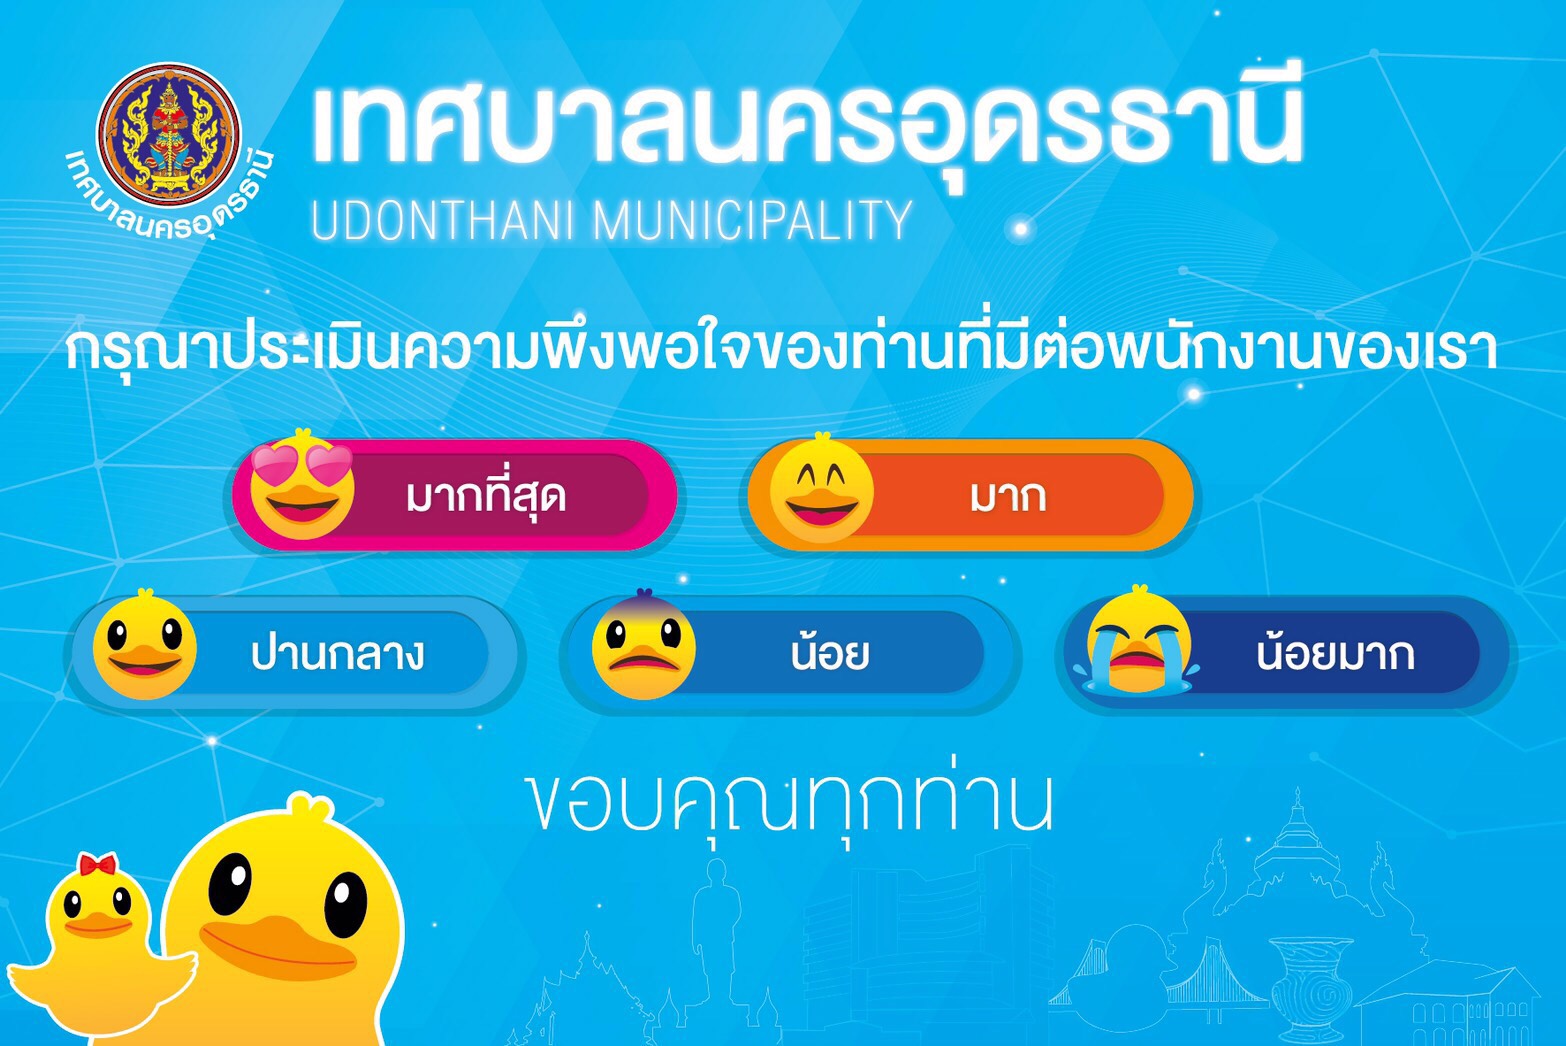 เทศบาลนครอุดรธานี
เทศบาลนครอุดรธานี
UDONTHANI MUNICIPALITY
กรุณาประเมินความพึงพอใจของท่านที่มีต่อพนักงานของเรา
มากที่สุด
มาก
ปานกลาง
น้อย
น้อยมาก
ขอบคุณทุกท่าน